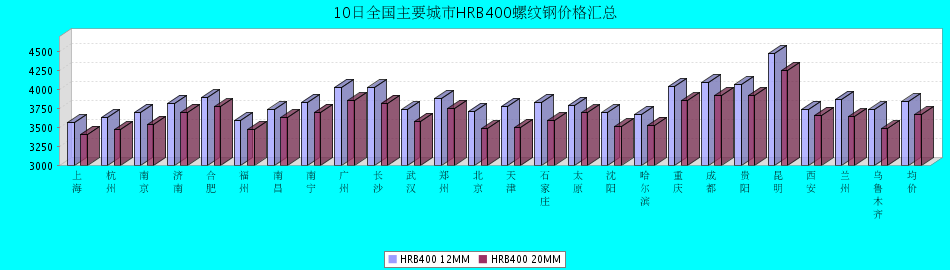 10日全国主要城市HRB400螺纹钢价格汇总
4500
4250
4000
3750
3500
3250
3000
上海 杭州 南京 济南 合肥 福州 南昌 南宁 广州 长沙 武汉 郑州 北京 天津 石家庄 太原 沈阳 哈尔滨 重庆 成都 贵阳 昆明 西安 兰州 乌鲁木齐 均价
HRB400 12MM HRB400 20MM